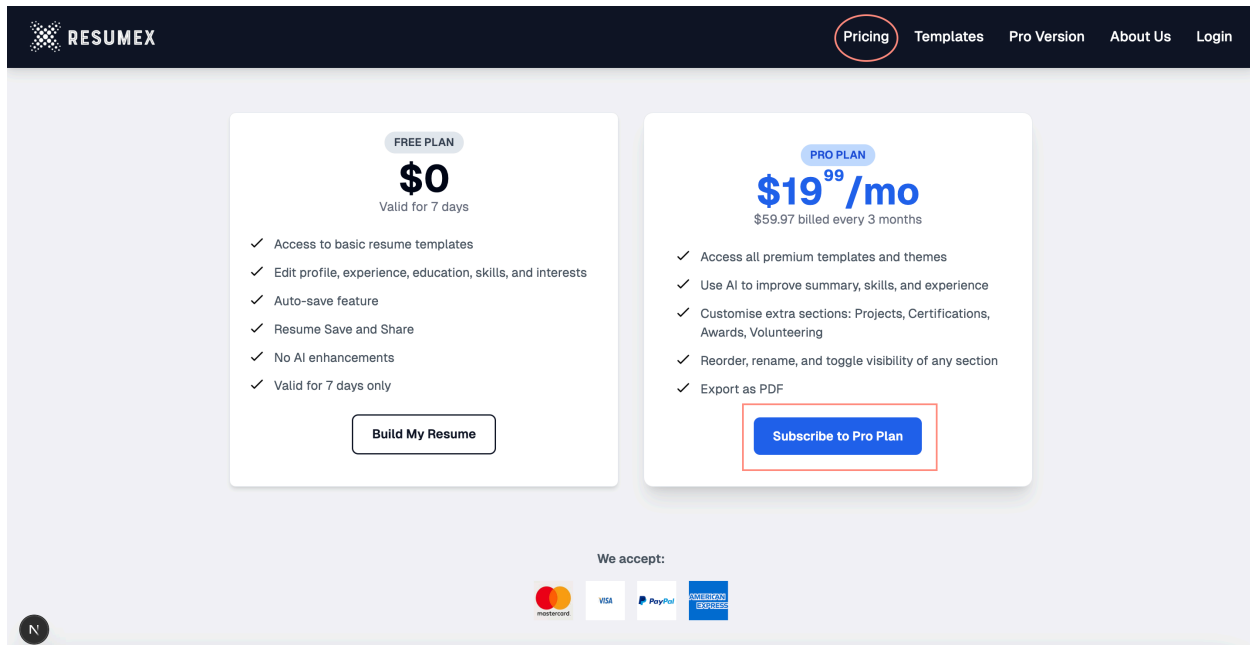 RESUMEX
Pricing Templates Pro Version About Us Login
FREE PLAN
$0
Valid for 7 days
Access to basic resume templates
Edit profile, experience, education, skills, and interests
Auto-save feature
Resume Save and Share
No AI enhancements
Valid for 7 days only
Build My Resume
PRO PLAN
$1999/mo
$59.97 billed every 3 months
Access all premium templates and themes
Use AI to improve summary, skills, and experience
Customise extra sections: Projects, Certifications,
Awards, Volunteering
Reorder, rename, and toggle visibility of any section
Export as PDF
Subscribe to Pro Plan
We accept:
mastercard
VISA
PayPal
AMERICAN
EXPRESS
N